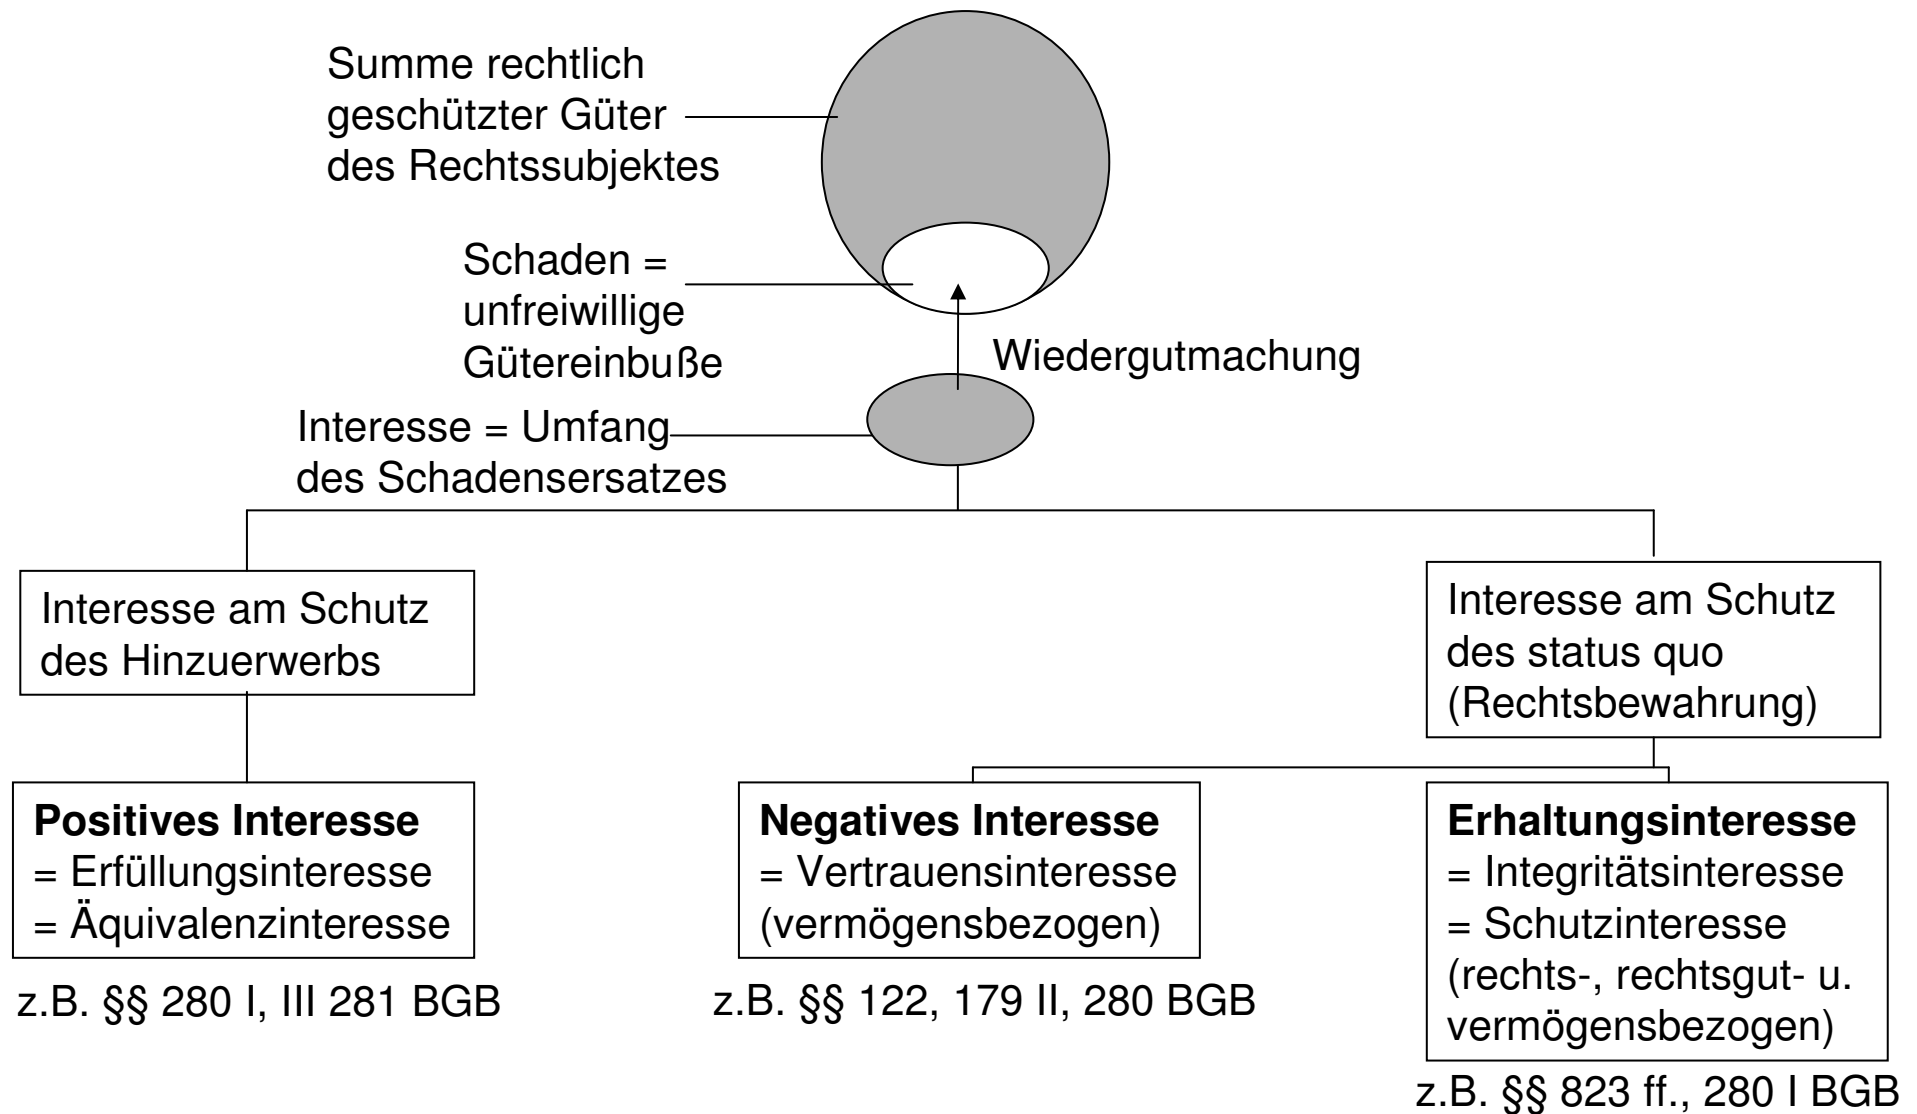 Summe rechtlich
geschützter Güter
des Rechtssubjektes
Schaden =
unfreiwillige
Gütereinbuße
Wiedergutmachung
Interesse = Umfang
des Schadensersatzes
Interesse am Schutz
des Hinzuerwerbs
Interesse am Schutz
des status quo
(Rechtsbewahrung)
Positives Interesse
= Erfüllungsinteresse
= Äquivalenzinteresse
z.B. §§ 280 I, III 281 BGB
Negatives Interesse
= Vertrauensinteresse
(vermögensbezogen)
z.B. §§ 122, 179 II, 280 BGB
Erhaltungsinteresse
= Integritätsinteresse
= Schutzinteresse
(rechts-, rechtsgut- u.
vermögensbezogen)
z.B. §§ 823 ff., 280 I BGB